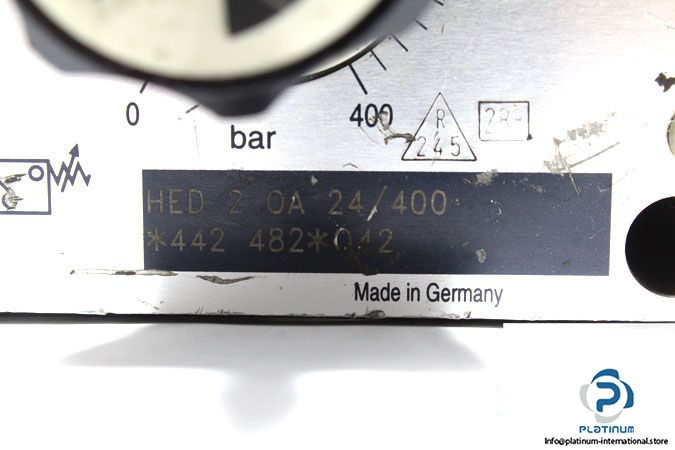 0
400
bar
R
245
HED 2 OA 24/400
*442 482*042
Made in Germany
PLATINUM
Info@platinum-international.store